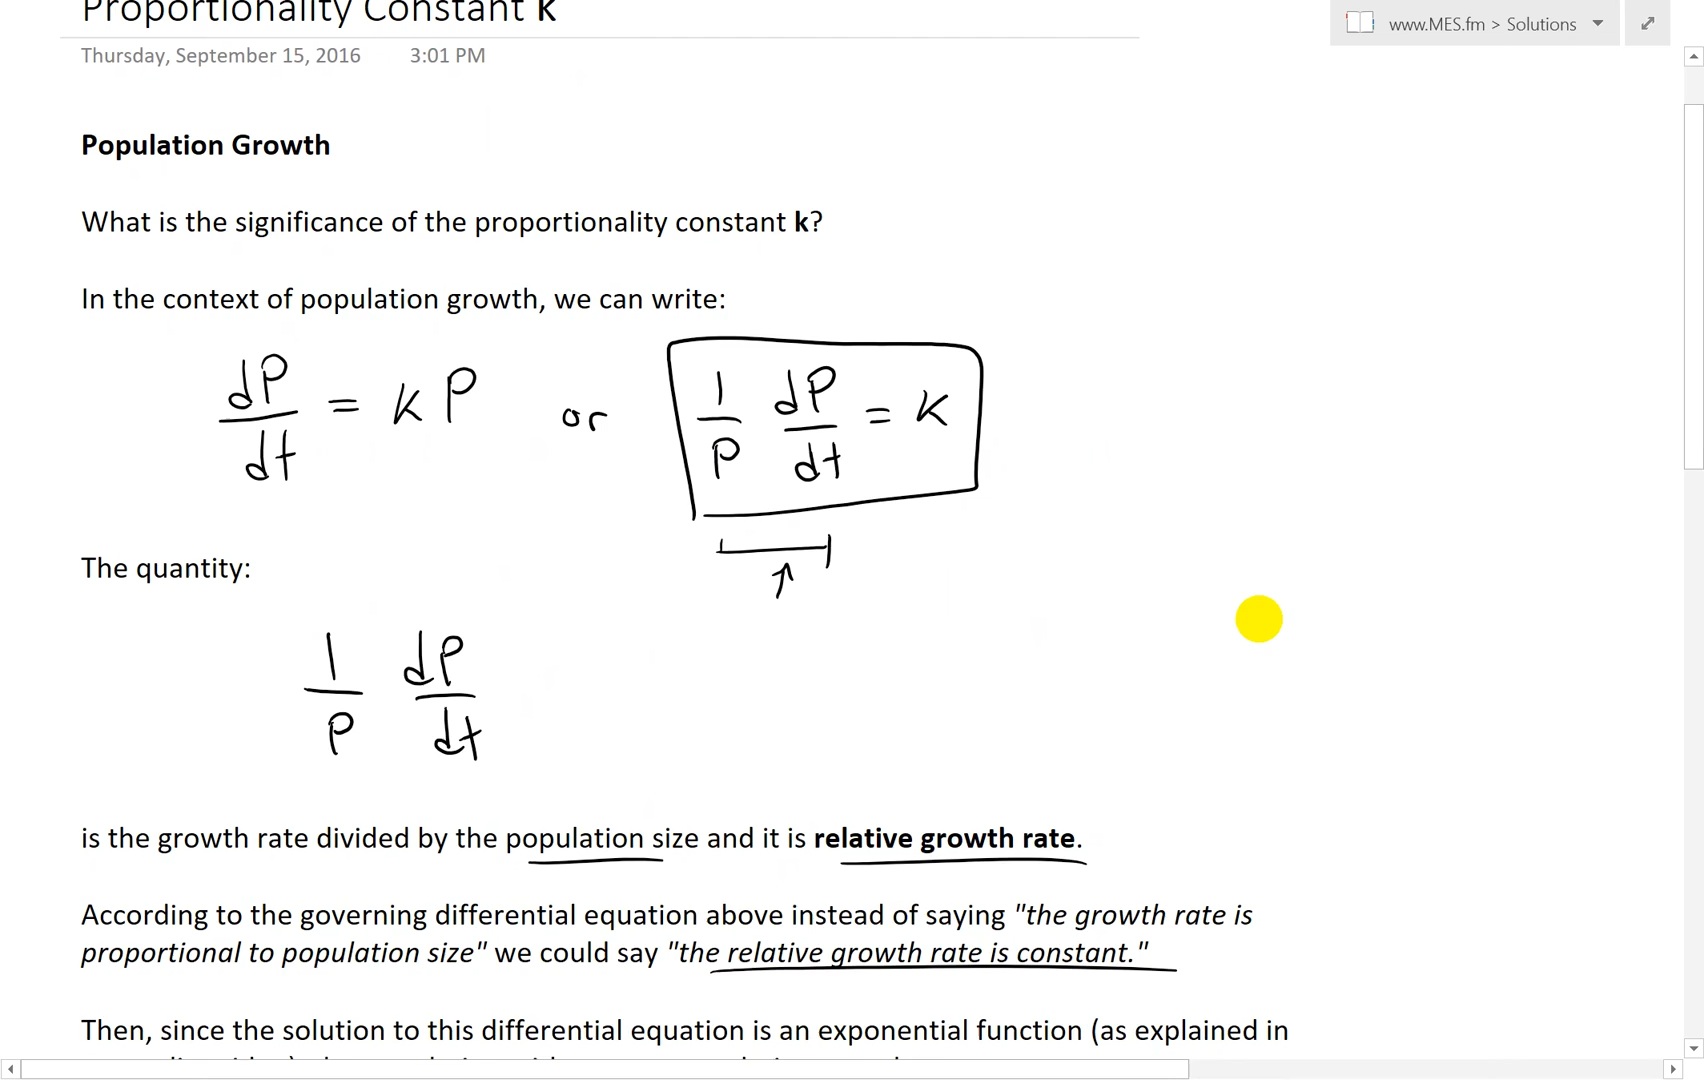 Proportionality Constant k
www.MES.fm > Solutions
Thursday, September 15, 2016 3:01 PM
Population Growth
What is the significance of the proportionality constant k?
In the context of population growth, we can write:
dP/dt = k P or 1/P dP/dt = k
The quantity:
1/P dP/dt
is the growth rate divided by the population size and it is relative growth rate.
According to the governing differential equation above instead of saying "the growth rate is
proportional to population size" we could say "the relative growth rate is constant."
Then, since the solution to this differential equation is an exponential function (as explained in